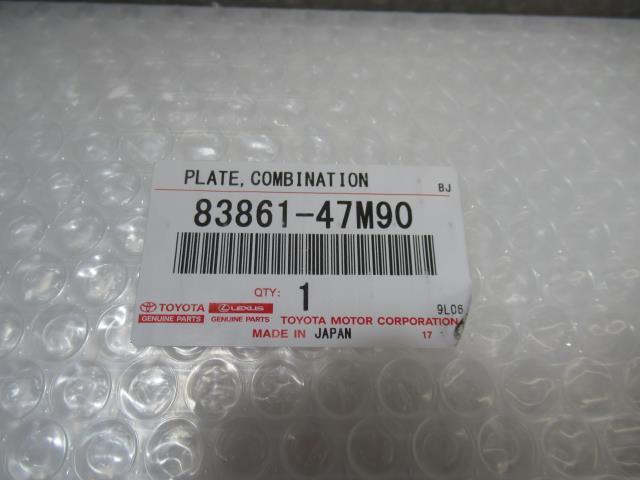 PLATE, COMBINATION
BJ
83861-47M90
QTY: 1
9L06
TOYOTA LEXUS
GENUINE PARTS GENUINE PARTS TOYOTA MOTOR CORPORATION
MADE IN JAPAN 17